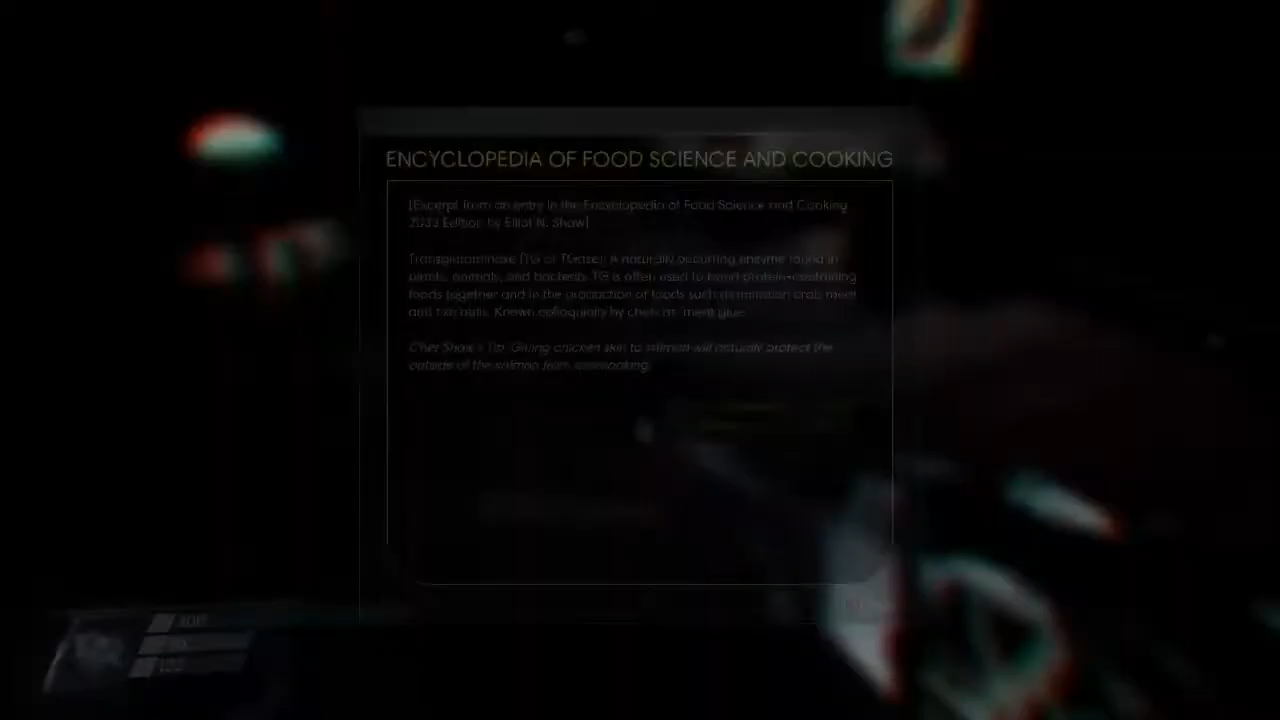 ENCYCLOPEDIA OF FOOD SCIENCE AND COOKING
[Excerpt from an entry in the Encyclopedia of Food Science and Cooking
2033 Edition by Elliot N. Shaw]
Transglutaminase (TG or TGase): A naturally occurring enzyme found in
plants, animals, and bacteria. TG is often used to bond protein-containing
foods together and in the production of foods such as imitation crab meat
and hot dogs. Known colloquially by chefs as "meat glue."
Chef Shaw's Tip: Gluing chicken skin to salmon will actually protect the
outside of the salmon from overcooking.